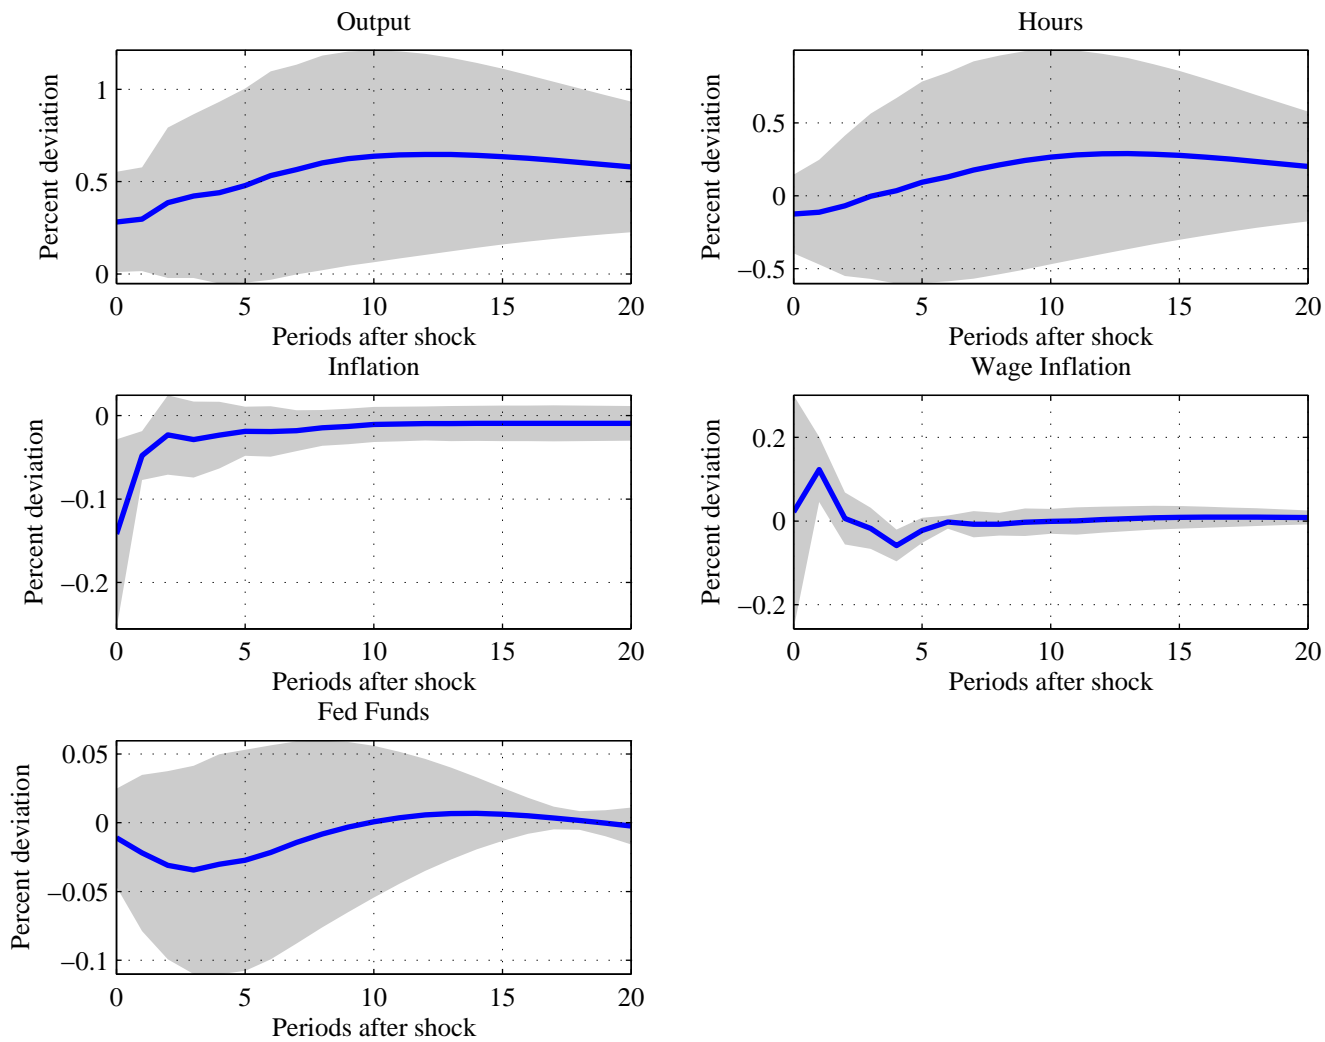 Output
Percent deviation
1
0.5
0
0 5 10 15 20
Periods after shock
Hours
Percent deviation
0.5
0
−0.5
0 5 10 15 20
Periods after shock
Inflation
Percent deviation
0
−0.1
−0.2
0 5 10 15 20
Periods after shock
Wage Inflation
Percent deviation
0.2
0
−0.2
0 5 10 15 20
Periods after shock
Fed Funds
Percent deviation
0.05
0
−0.05
−0.1
0 5 10 15 20
Periods after shock